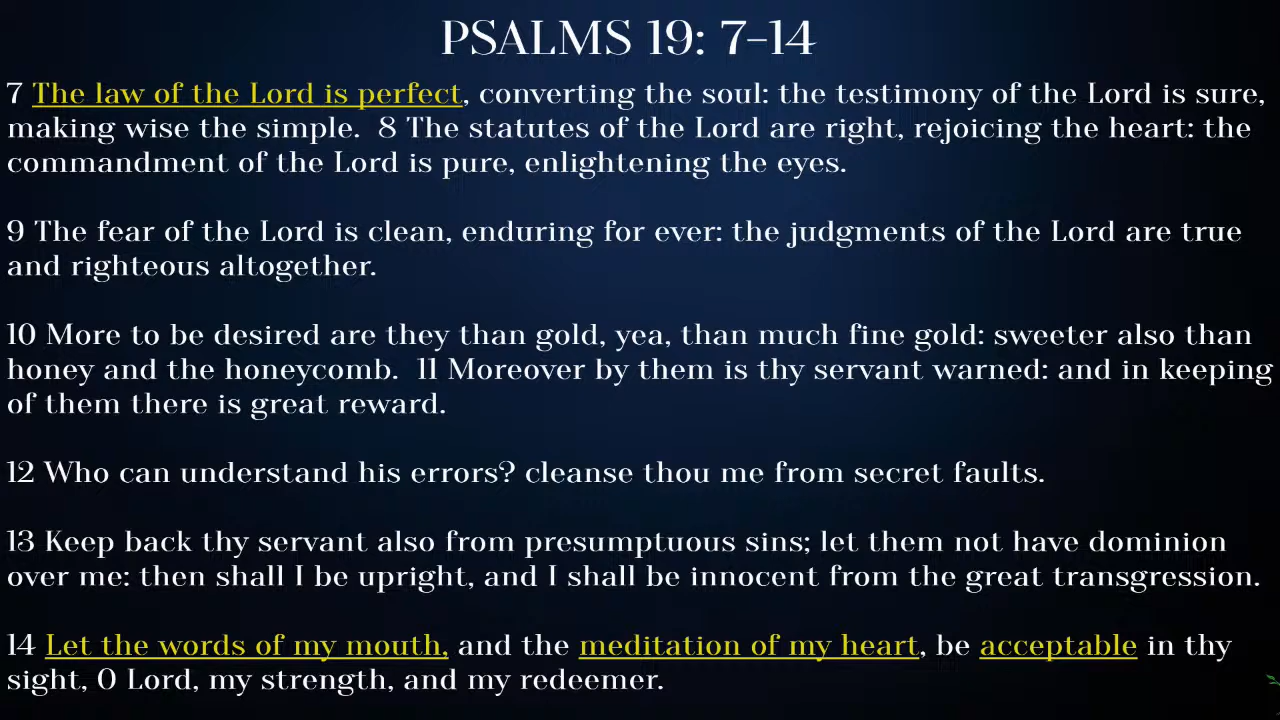 PSALMS 19: 7-14
7 The law of the Lord is perfect, converting the soul: the testimony of the Lord is sure,
making wise the simple. 8 The statutes of the Lord are right, rejoicing the heart: the
commandment of the Lord is pure, enlightening the eyes.
9 The fear of the Lord is clean, enduring for ever: the judgments of the Lord are true
and righteous altogether.
10 More to be desired are they than gold, yea, than much fine gold: sweeter also than
honey and the honeycomb. 11 Moreover by them is thy servant warned: and in keeping
of them there is great reward.
12 Who can understand his errors? cleanse thou me from secret faults.
13 Keep back thy servant also from presumptuous sins; let them not have dominion
over me: then shall I be upright, and I shall be innocent from the great transgression.
14 Let the words of my mouth, and the meditation of my heart, be acceptable in thy
sight, O Lord, my strength, and my redeemer.